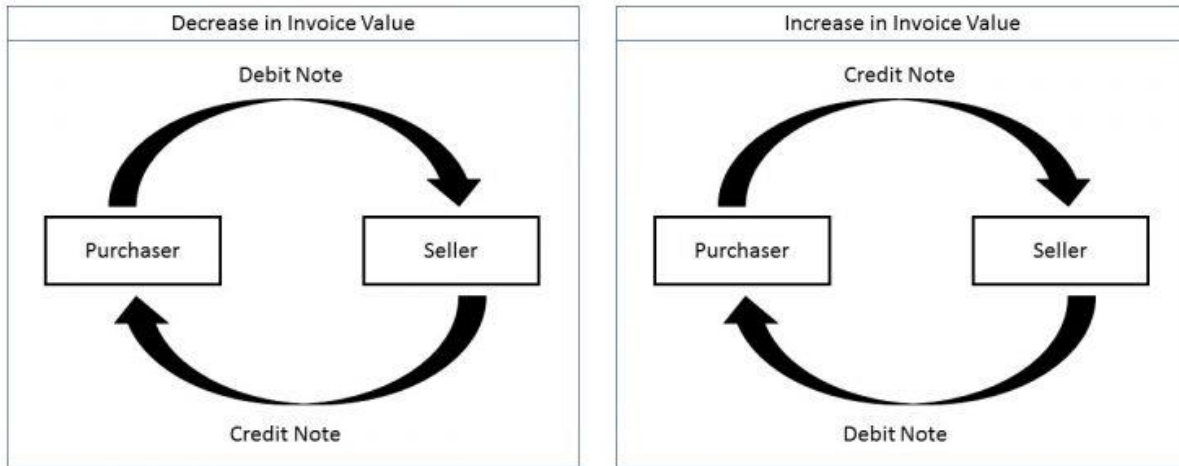 Decrease in Invoice Value
Debit Note
Purchaser
Seller
Credit Note
Increase in Invoice Value
Credit Note
Purchaser
Seller
Debit Note